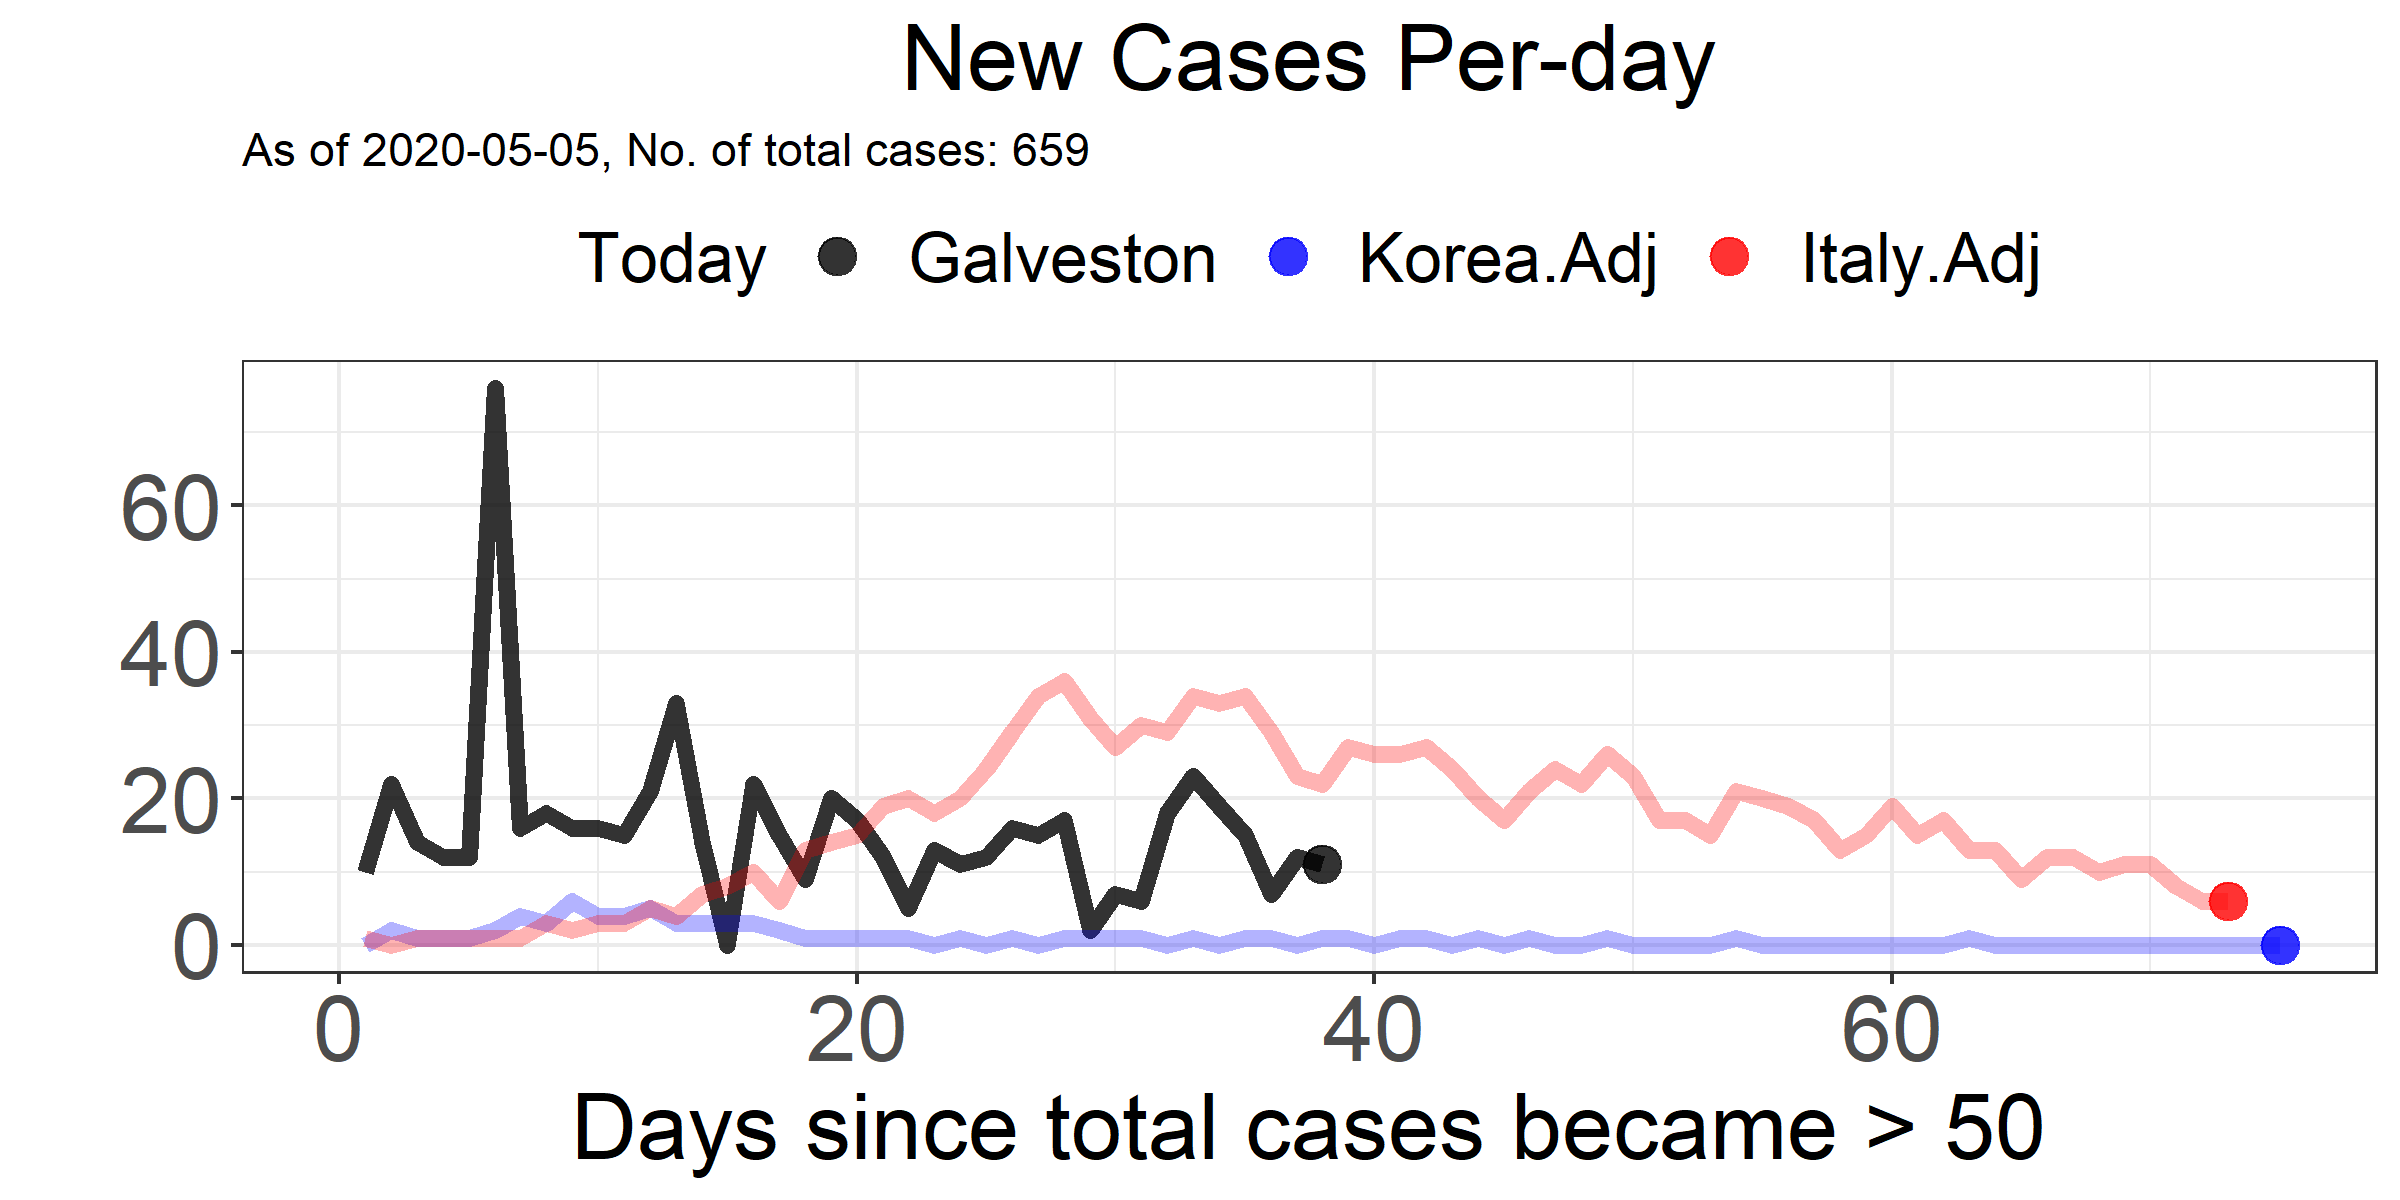 New Cases Per-day
As of 2020-05-05, No. of total cases: 659
Today Galveston Korea.Adj Italy.Adj
60
40
20
0
0 20 40 60
Days since total cases became > 50